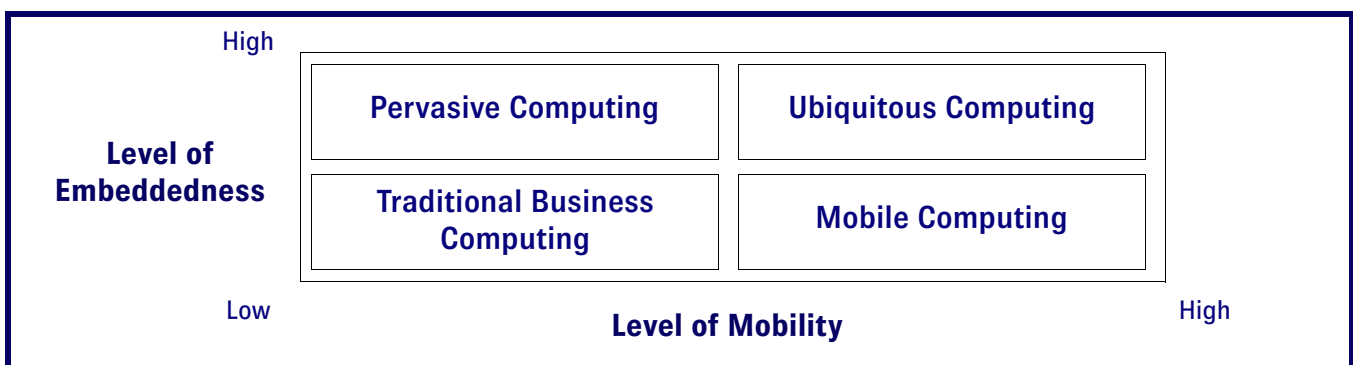 High
Pervasive Computing
Ubiquitous Computing
Level of
Embeddedness
Traditional Business
Computing
Mobile Computing
Low
Level of Mobility
High